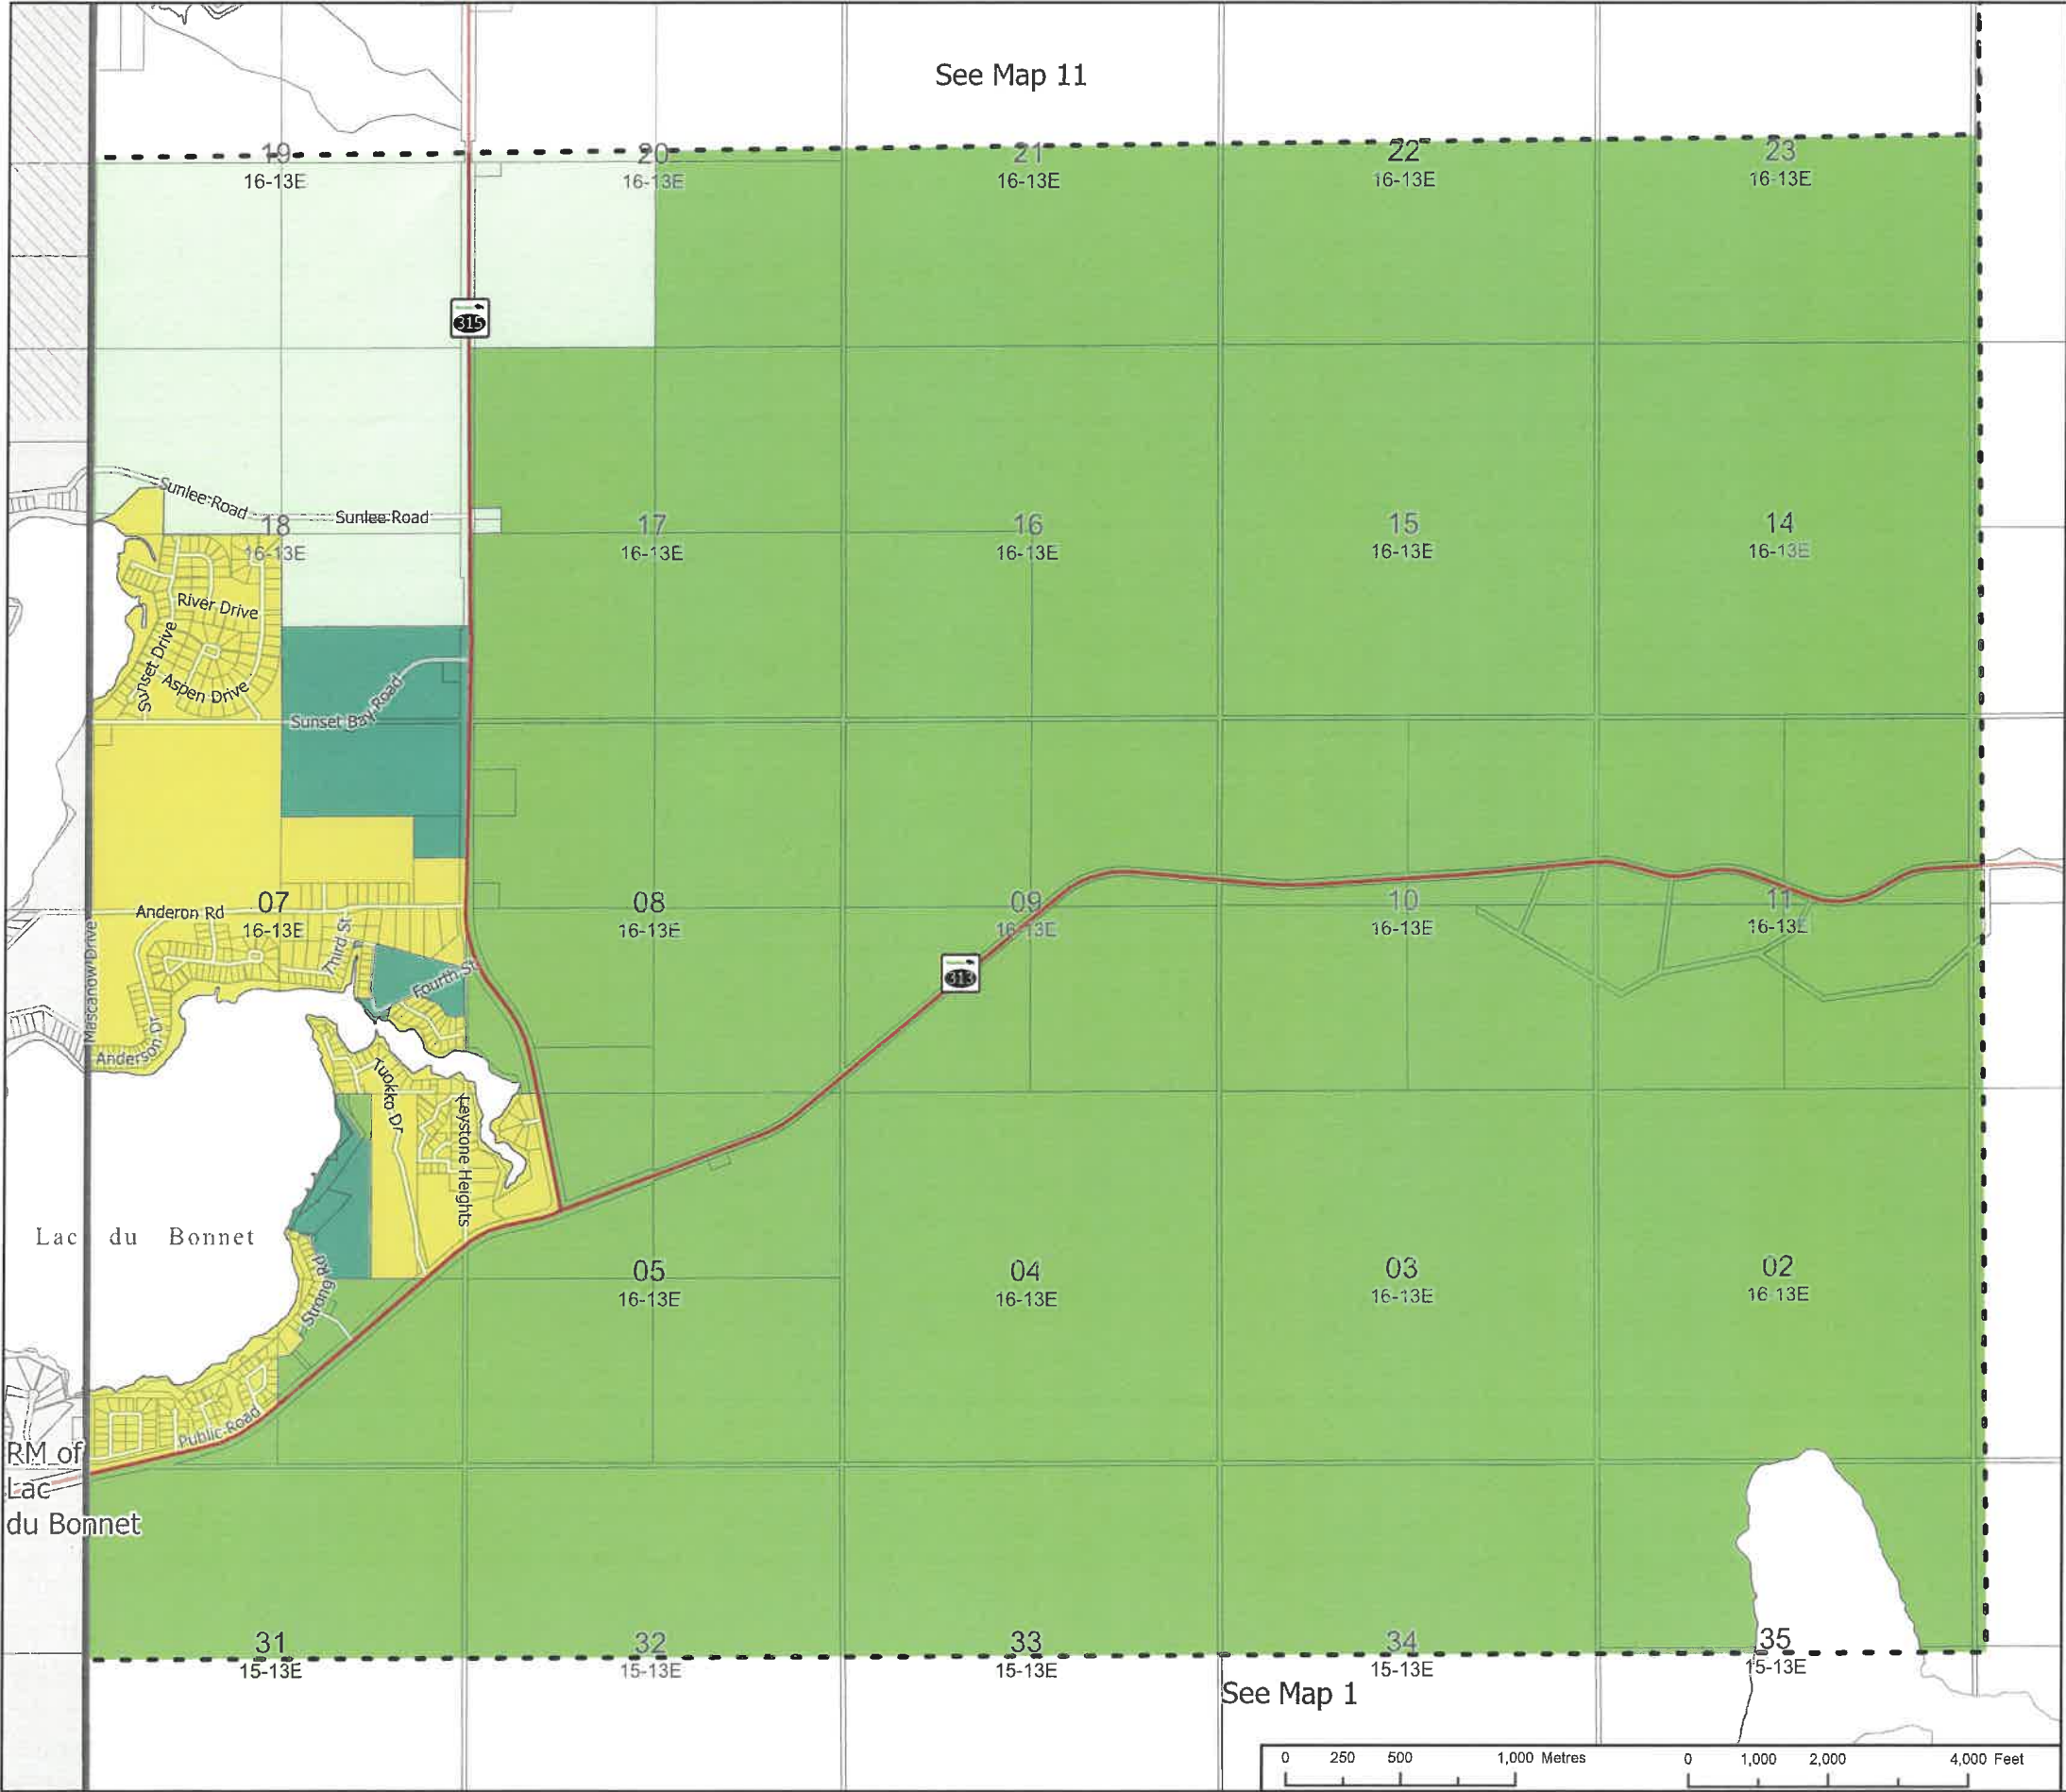 See Map 11
19
16-13E
20
16-13E
21
16-13E
22
16-13E
23
16-13E
315
Sunlee Road
Sunlee Road
18
16-13E
17
16-13E
16
16-13E
15
16-13E
14
16-13E
River Drive
Sunset Drive
Aspen Drive
Sunset Bay Road
07
16-13E
Anderon Rd
08
16-13E
09
16-13E
10
16-13E
11
16-13E
Mascanow Drive
Third St
Fourth St
313
Anderson Dr
Tuokko Dr
Leystone Heights
Lac du Bonnet
Strong Rd
05
16-13E
04
16-13E
03
16-13E
02
16-13E
Public Road
RM of
Lac
du Bonnet
31
15-13E
32
15-13E
33
15-13E
34
15-13E
35
15-13E
See Map 1
0 250 500 1,000 Metres
0 1,000 2,000 4,000 Feet